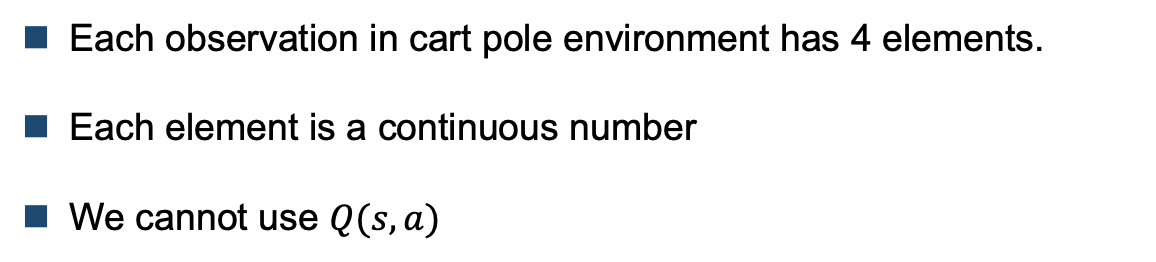 Each observation in cart pole environment has 4 elements.
Each element is a continuous number
We cannot use Q(s, a)